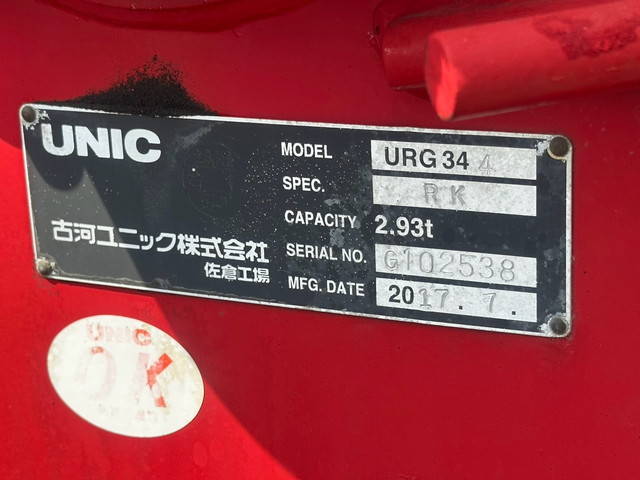 UNIC
MODEL URG 34 4
SPEC. RK
CAPACITY 2.93t
古河ユニック株式会社
佐倉工場
SERIAL NO. G102538
MFG. DATE 2017.7.
UNIC
OK